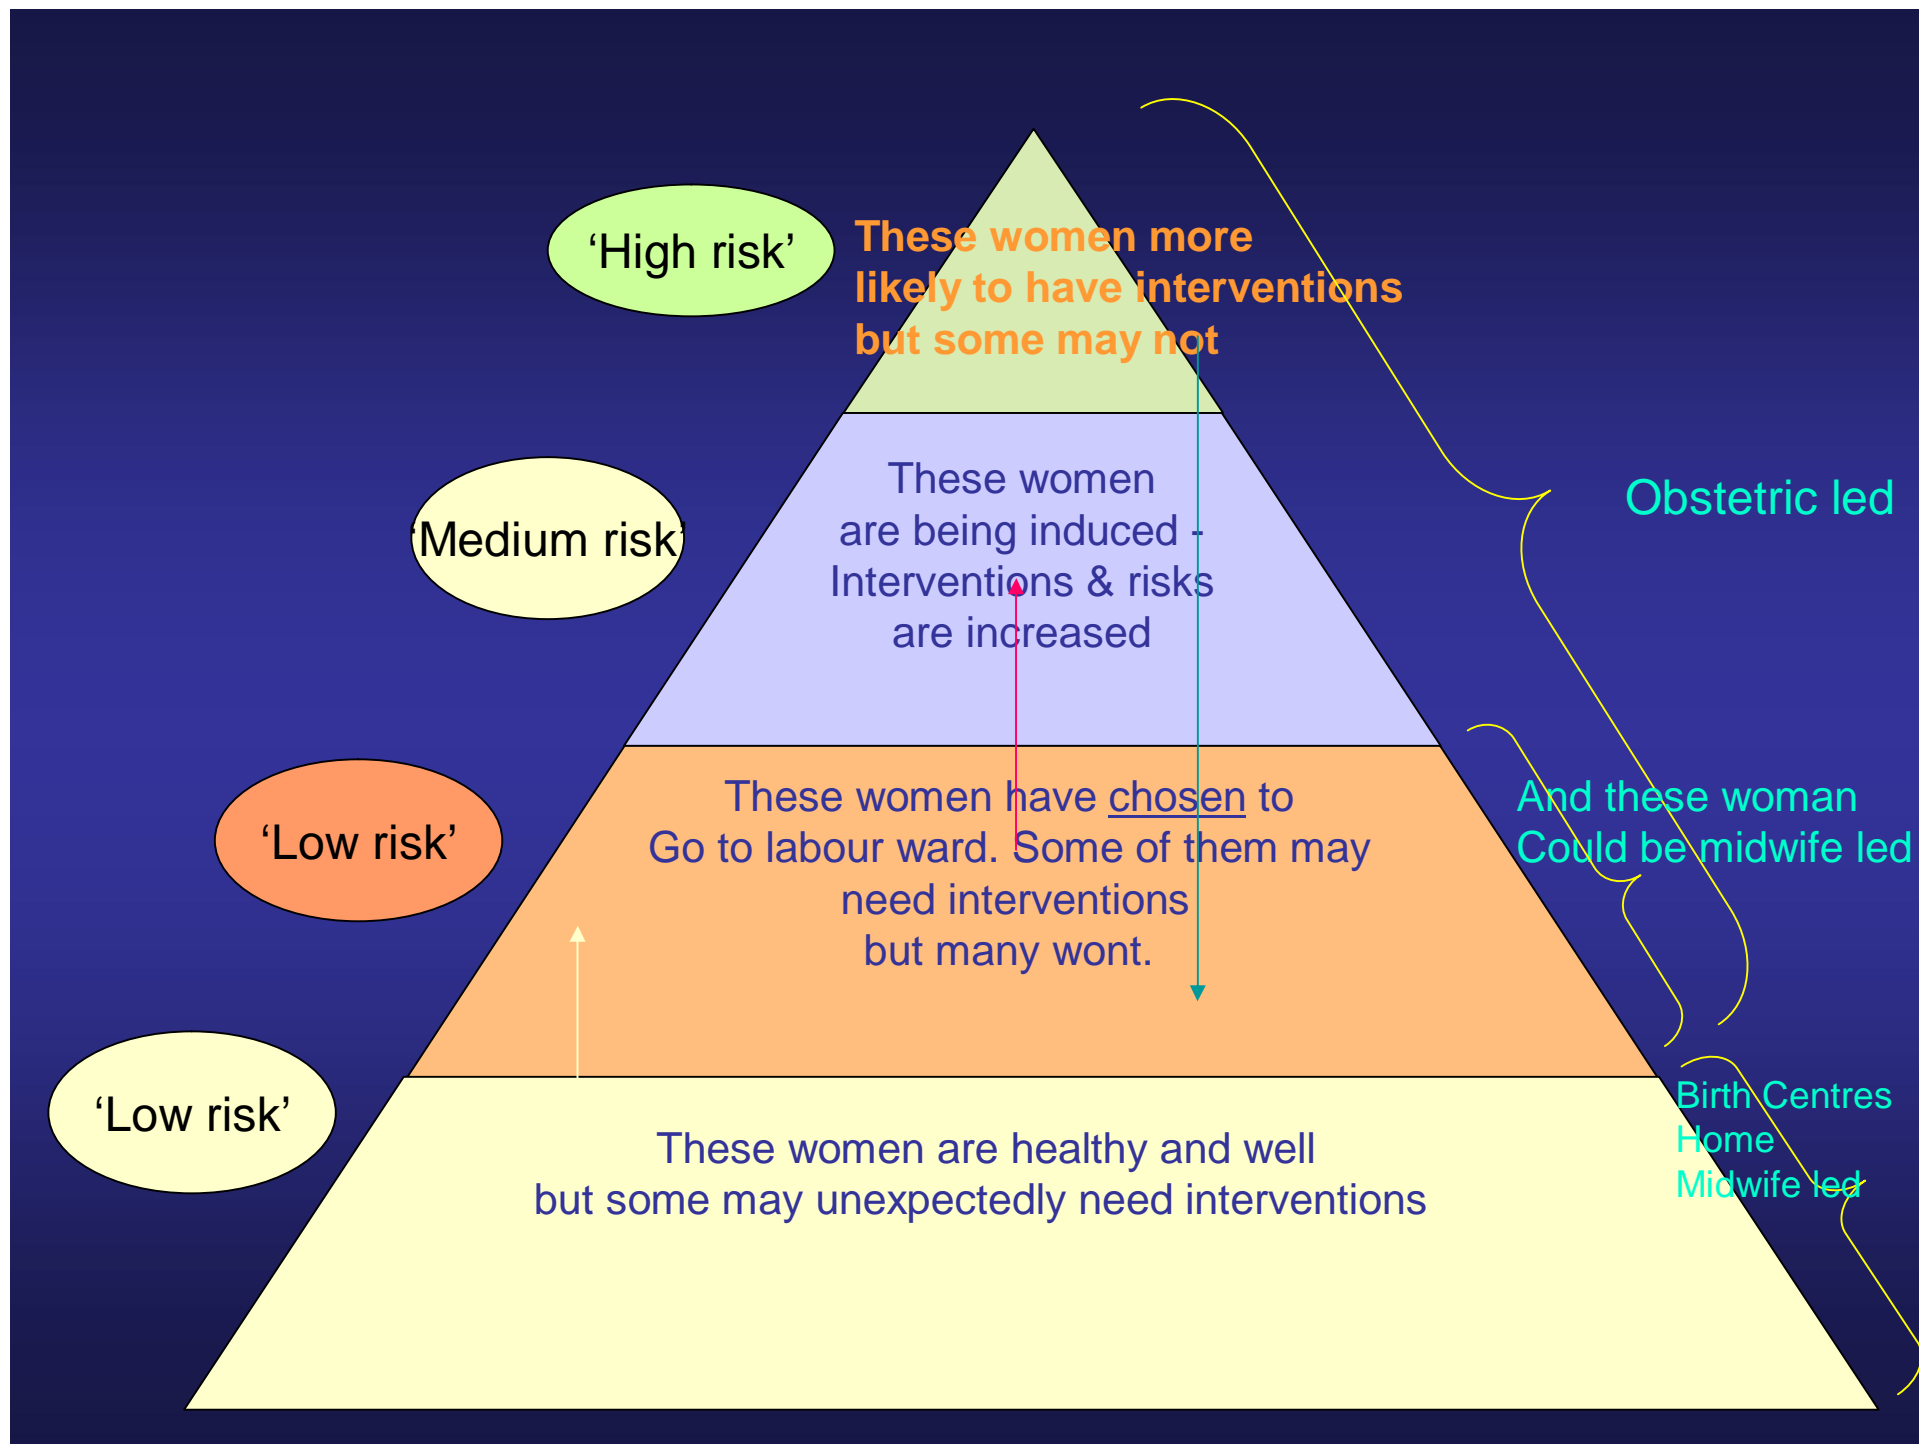 ‘High risk’
These women more
likely to have interventions
but some may not
‘Medium risk’
These women
are being induced -
Interventions & risks
are increased
Obstetric led
‘Low risk’
These women have chosen to
Go to labour ward. Some of them may
need interventions
but many wont.
And these woman
Could be midwife led
‘Low risk’
These women are healthy and well
but some may unexpectedly need interventions
Birth Centres
Home
Midwife led